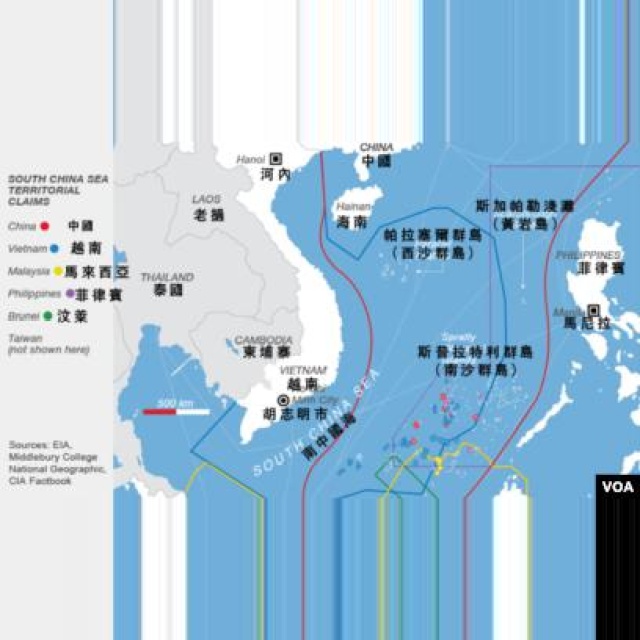 SOUTH CHINA SEA
TERRITORIAL
CLAIMS
China 中國
Vietnam 越南
Malaysia 馬來西亞
Philippines 菲律賓
Brunei 汶萊
Taiwan
(not shown here)
Sources: EIA,
Middlebury College
National Geographic,
CIA Factbook
CHINA
中國
Hanoi
河內
LAOS
老撾
Hainan
海南
斯加帕勒淺灘
(黃岩島)
帕拉塞爾群島
(西沙群島)
PHILIPPINES
菲律賓
THAILAND
泰國
馬尼拉
CAMBODIA
柬埔寨
Spratly
斯普拉特利群島
(南沙群島)
VIETNAM
越南
Minh City
胡志明市
500 km
SOUTH CHINA SEA
南中國海
VOA